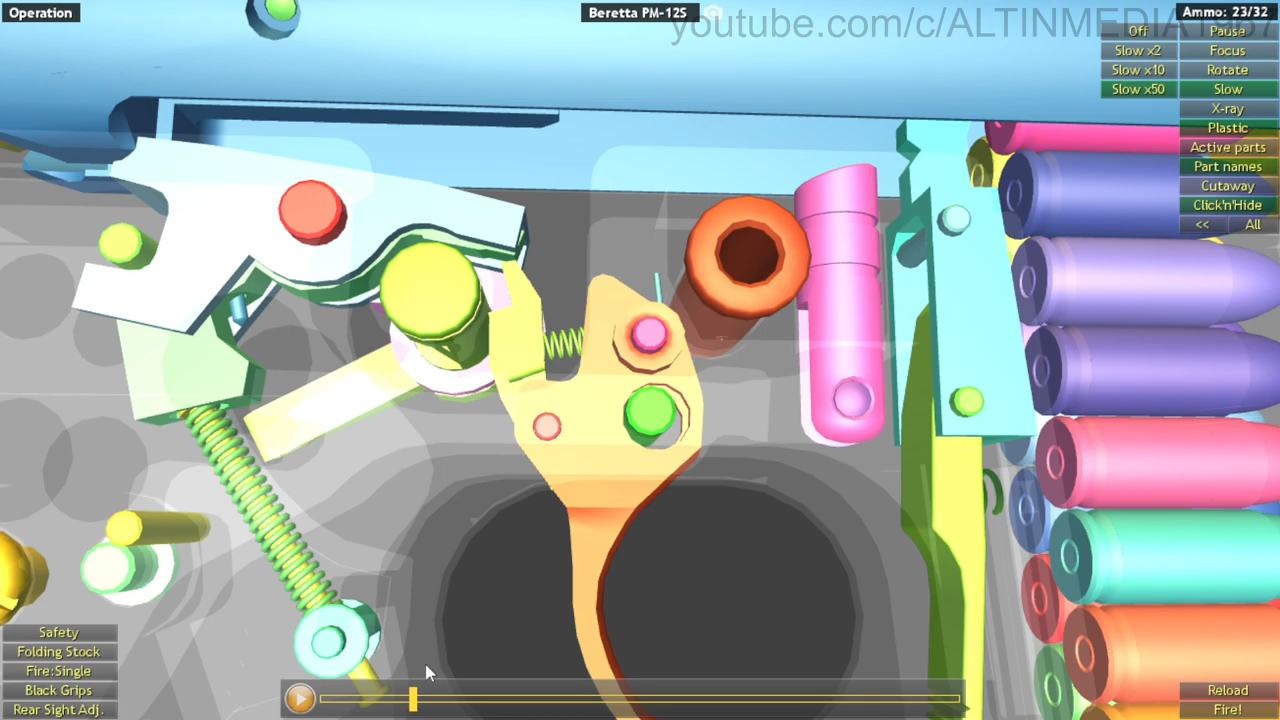 Operation
Beretta PM-12S
youtube.com/c/ALTINMEDIA1967
Ammo: 23/32
Off
Pause
Slow x2
Focus
Slow x10
Rotate
Slow x50
Slow
X-ray
Plastic
Active parts
Part names
Cutaway
Click'n'Hide
<<
All
Safety
Folding Stock
Fire:Single
Black Grips
Rear Sight Adj.
Reload
Fire!